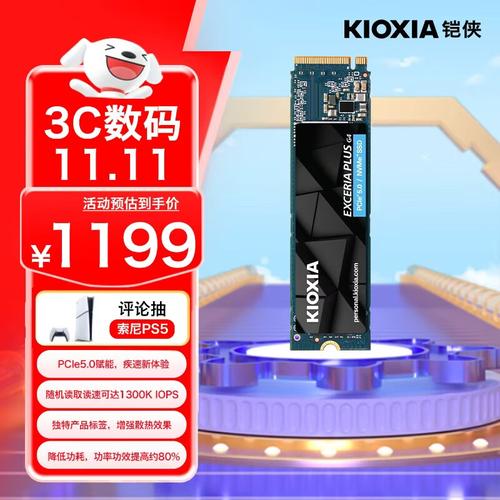 KIOXIA 铠侠
3C数码
11.11
活动预估到手价
¥1199
评论抽
索尼PS5
PCIe5.0赋能，疾速新体验
随机读取读速可达1300K IOPS
独特产品标签，增强散热效果
降低功耗，功率功效提高约80%
KIOXIA
EXCERIA PLUS G4
PCIe® 5.0 / NVMe™ SSD
personal.kioxia.com